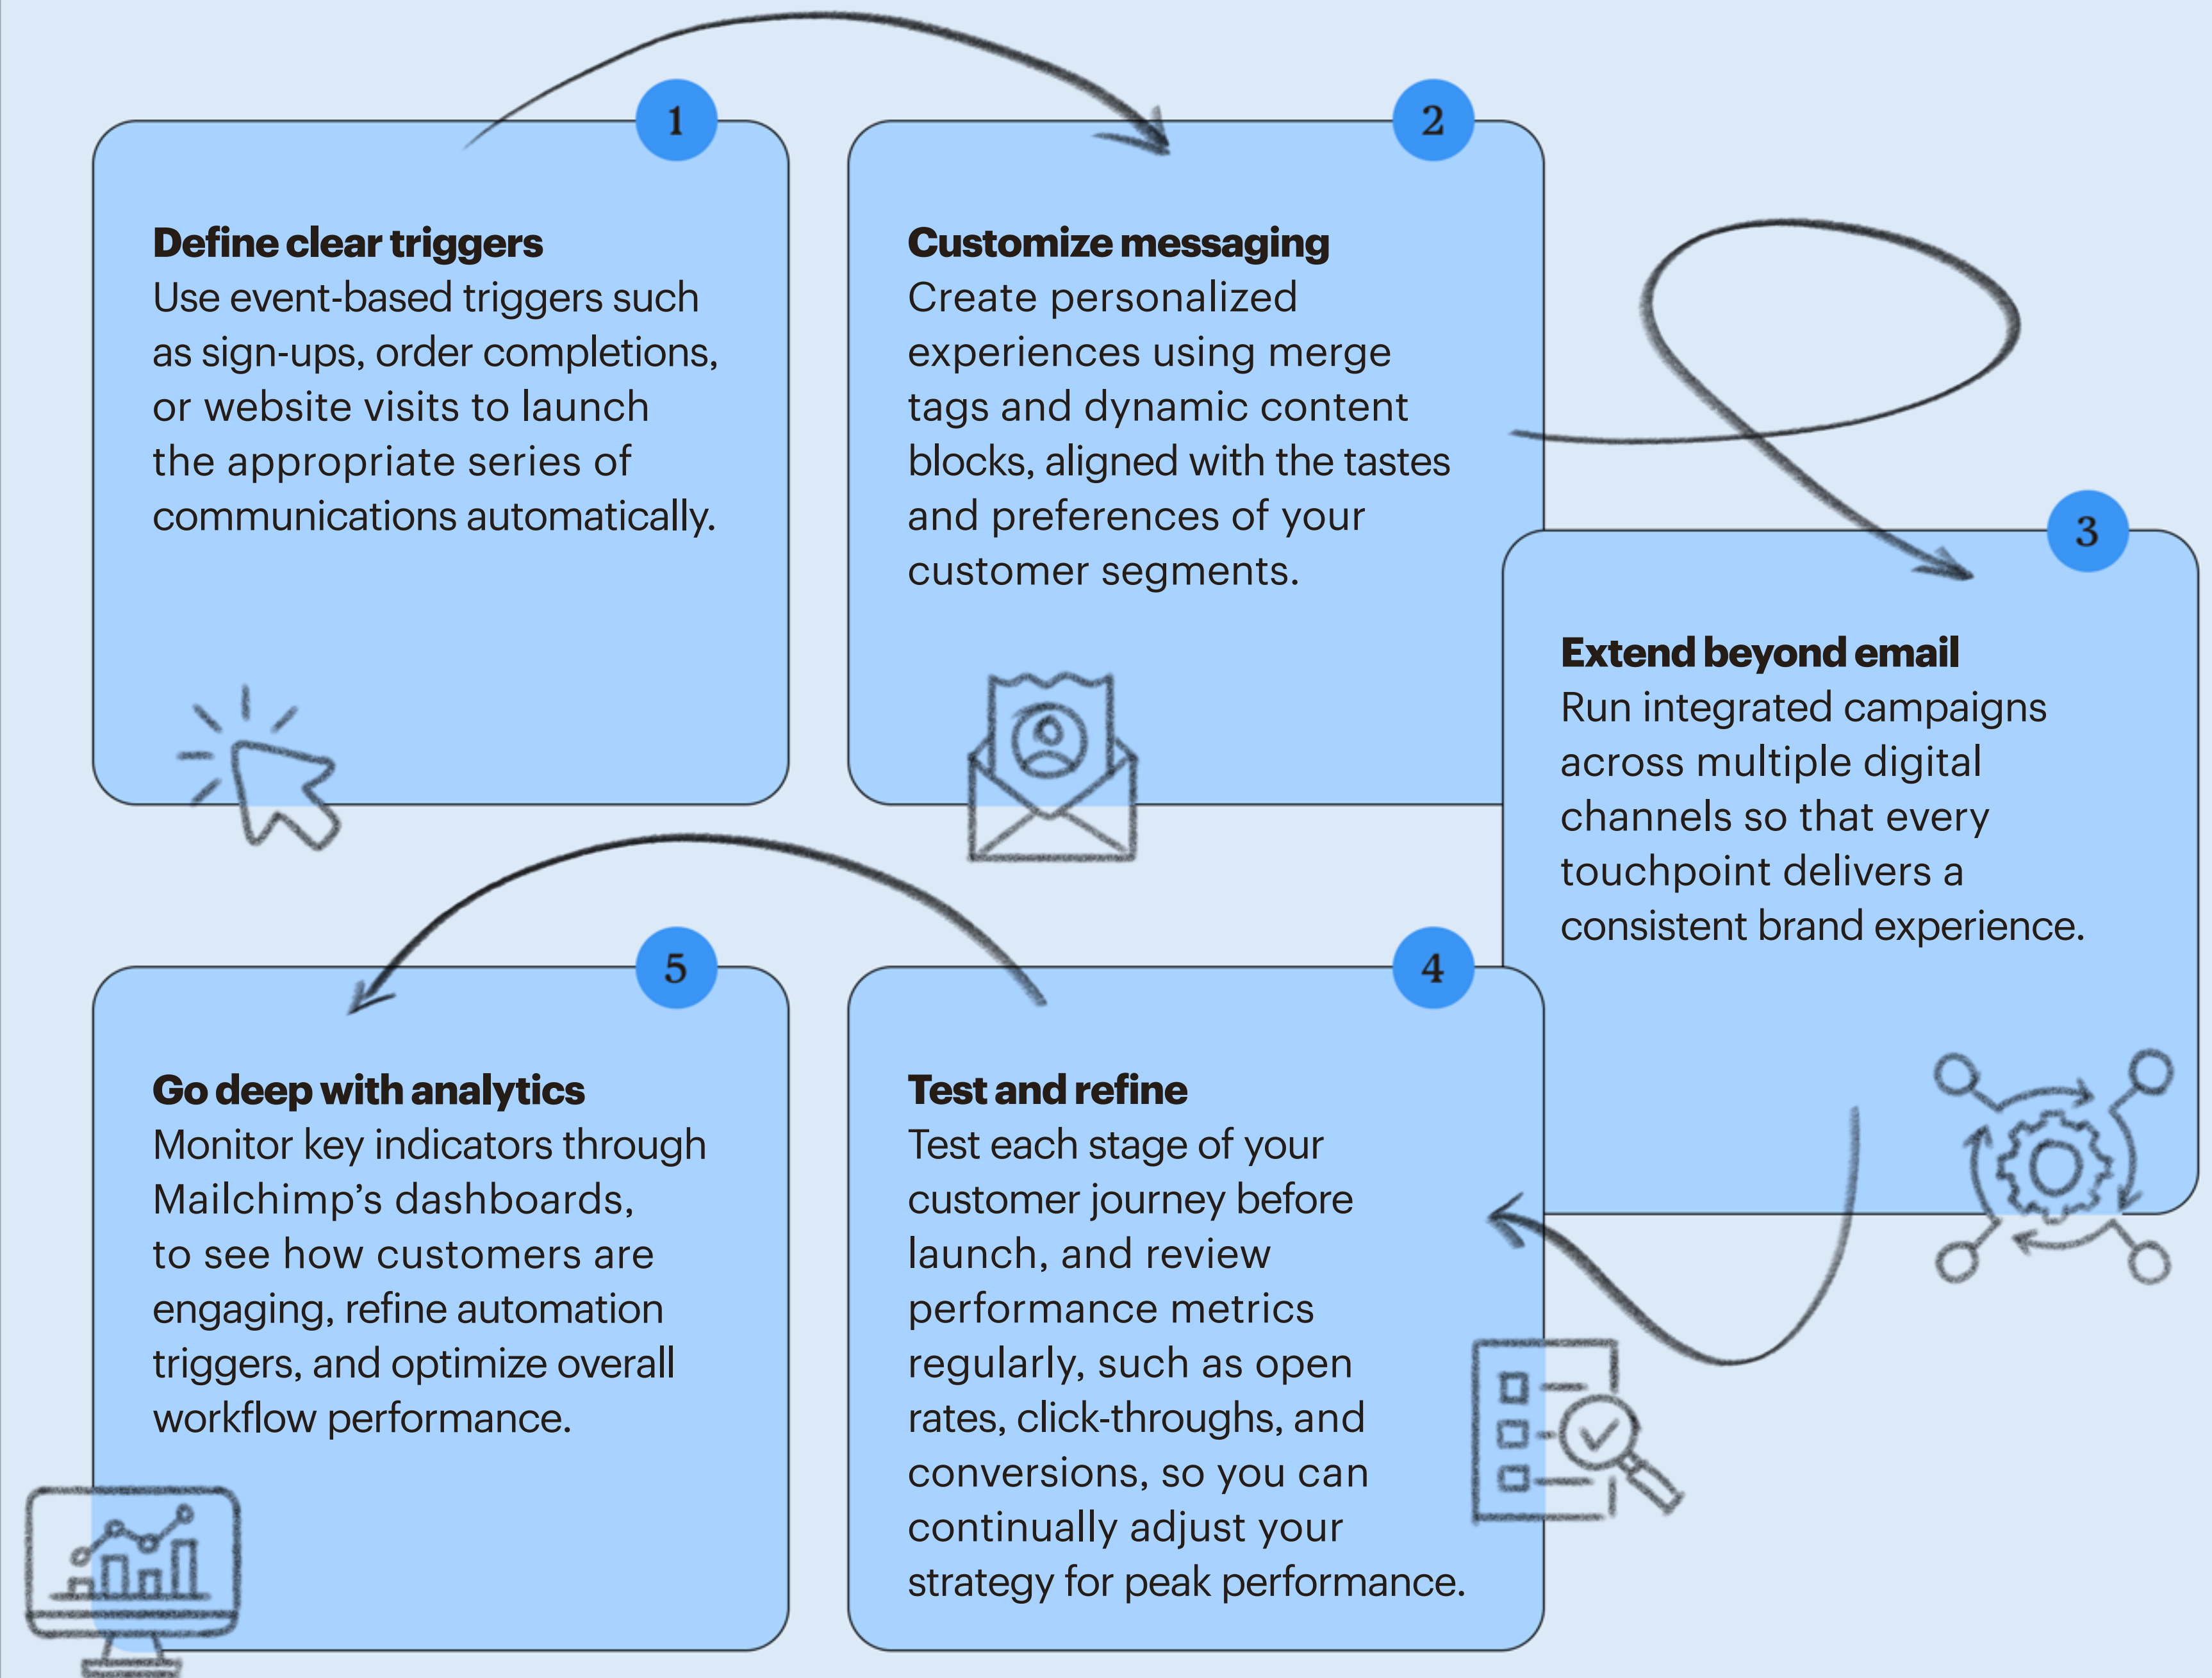 1
Define clear triggers
Use event-based triggers such
as sign-ups, order completions,
or website visits to launch
the appropriate series of
communications automatically.
2
Customize messaging
Create personalized
experiences using merge
tags and dynamic content
blocks, aligned with the tastes
and preferences of your
customer segments.
3
Extend beyond email
Run integrated campaigns
across multiple digital
channels so that every
touchpoint delivers a
consistent brand experience.
4
Test and refine
Test each stage of your
customer journey before
launch, and review
performance metrics
regularly, such as open
rates, click-throughs, and
conversions, so you can
continually adjust your
strategy for peak performance.
5
Go deep with analytics
Monitor key indicators through
Mailchimp’s dashboards,
to see how customers are
engaging, refine automation
triggers, and optimize overall
workflow performance.